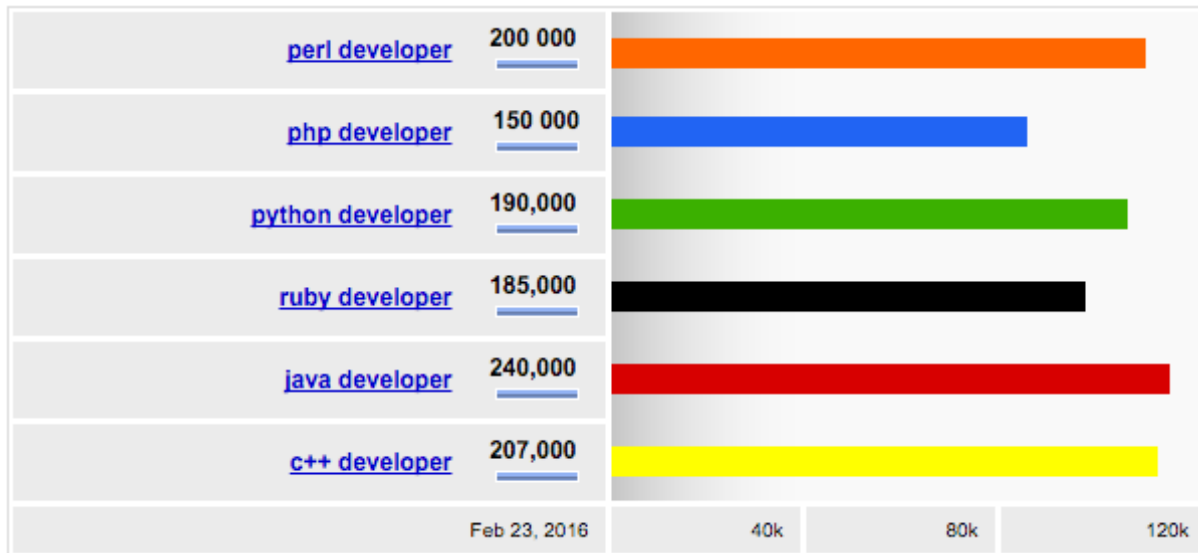 perl developer 200 000
php developer 150 000
python developer 190,000
ruby developer 185,000
java developer 240,000
c++ developer 207,000
Feb 23, 2016 40k 80k 120k